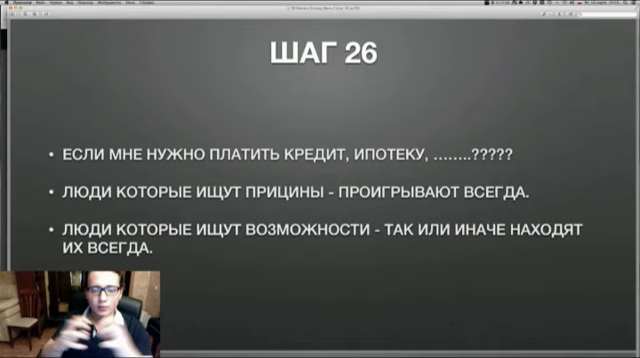 ШАГ 26
• ЕСЛИ МНЕ НУЖНО ПЛАТИТЬ КРЕДИТ, ИПОТЕКУ, ……..?????
• ЛЮДИ КОТОРЫЕ ИЩУТ ПРИЦИНЫ - ПРОИГРЫВАЮТ ВСЕГДА.
• ЛЮДИ КОТОРЫЕ ИЩУТ ВОЗМОЖНОСТИ - ТАК ИЛИ ИНАЧЕ НАХОДЯТ
ИХ ВСЕГДА.